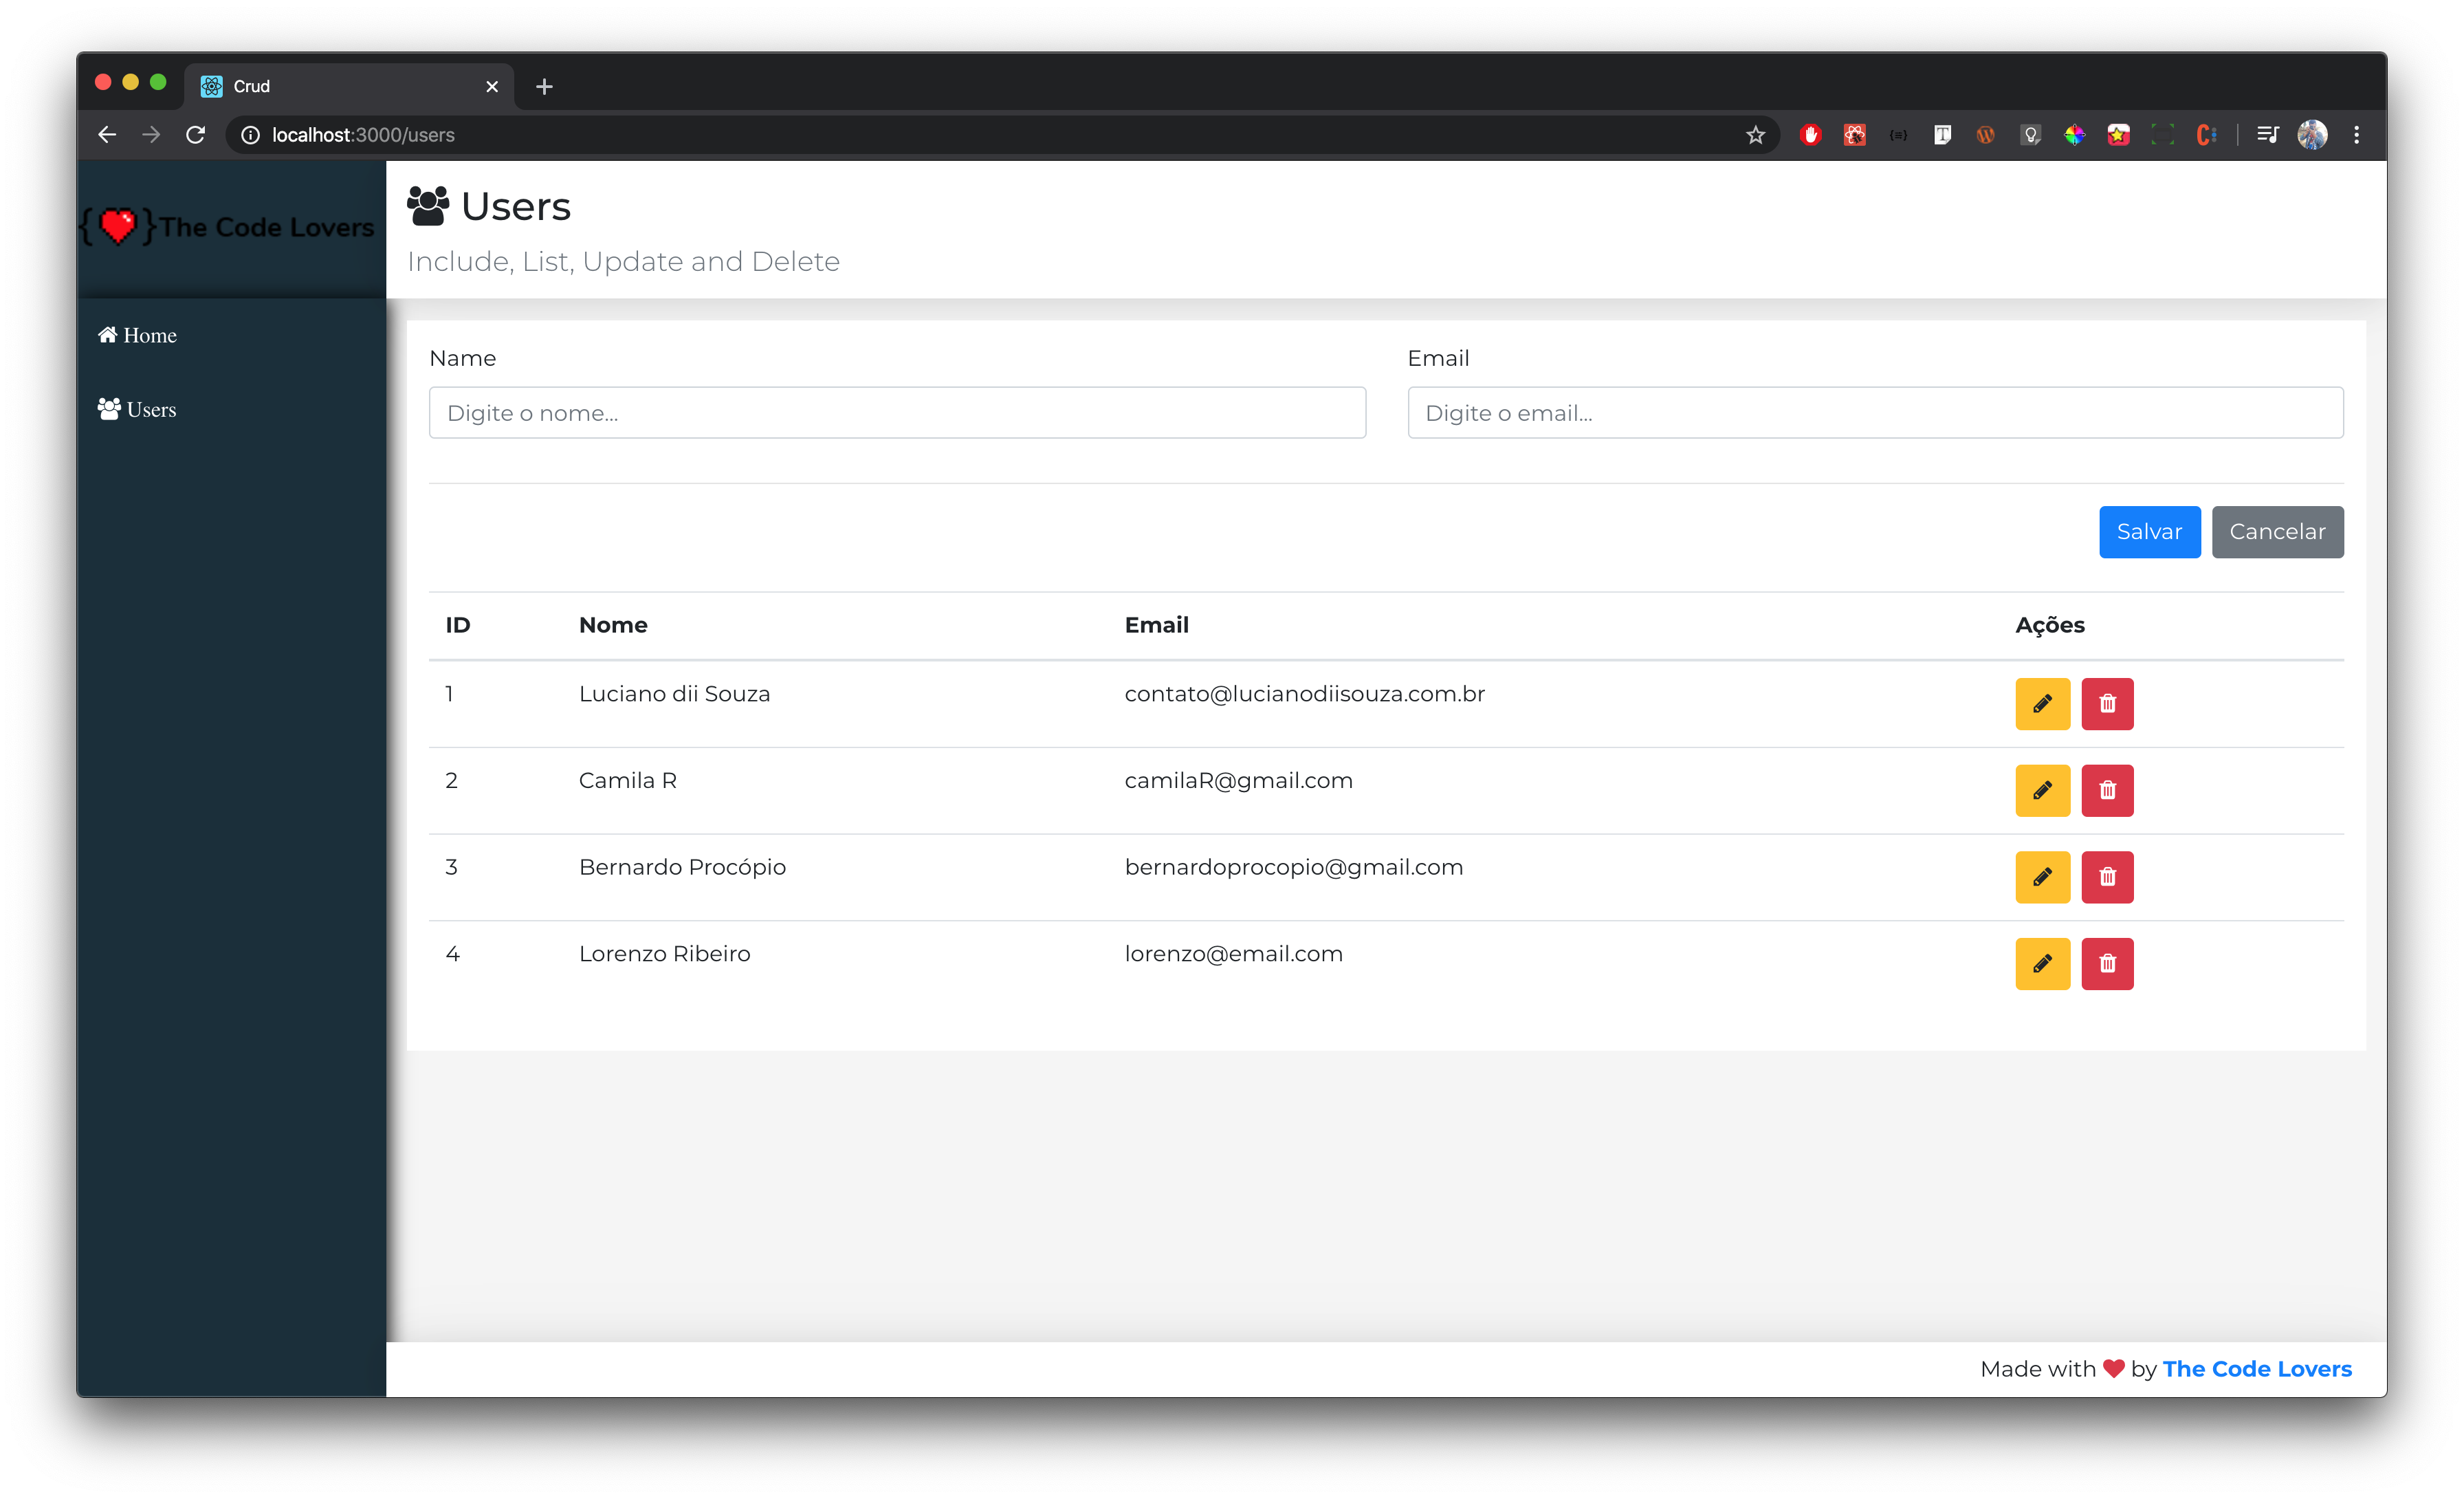 Crud
localhost:3000/users
{❤}The Code Lovers
Users
Include, List, Update and Delete
Home
Users
Name Email
Digite o nome... Digite o email...
Salvar Cancelar
ID Nome Email Ações
1 Luciano dii Souza contato@lucianodiisouza.com.br
2 Camila R camilaR@gmail.com
3 Bernardo Procópio bernardoprocopio@gmail.com
4 Lorenzo Ribeiro lorenzo@email.com
Made with ❤ by The Code Lovers